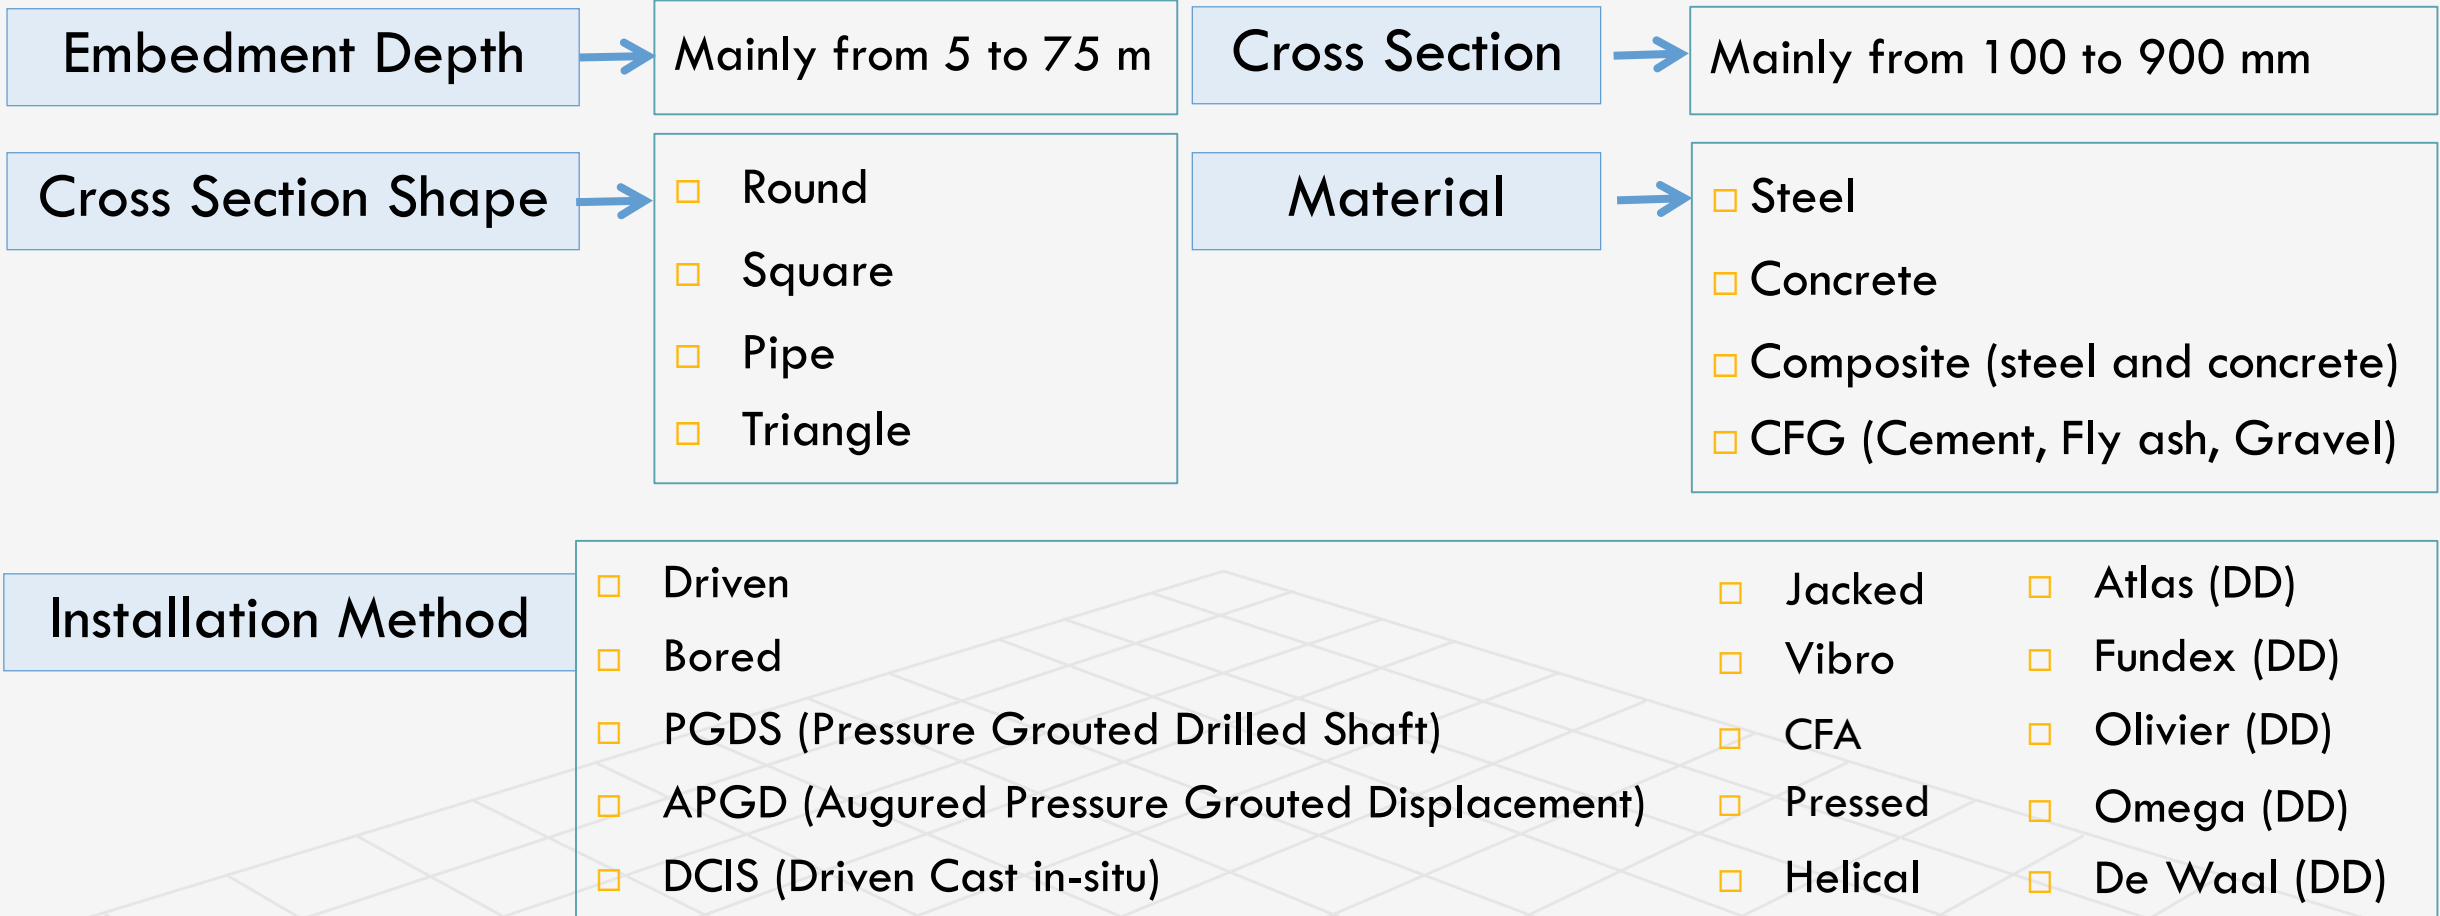 Embedment Depth
Mainly from 5 to 75 m
Cross Section
Mainly from 100 to 900 mm
Cross Section Shape
Round
Square
Pipe
Triangle
Material
Steel
Concrete
Composite (steel and concrete)
CFG (Cement, Fly ash, Gravel)
Installation Method
Driven
Bored
PGDS (Pressure Grouted Drilled Shaft)
APGD (Augured Pressure Grouted Displacement)
DCIS (Driven Cast in-situ)
Jacked
Vibro
CFA
Pressed
Helical
Atlas (DD)
Fundex (DD)
Olivier (DD)
Omega (DD)
De Waal (DD)